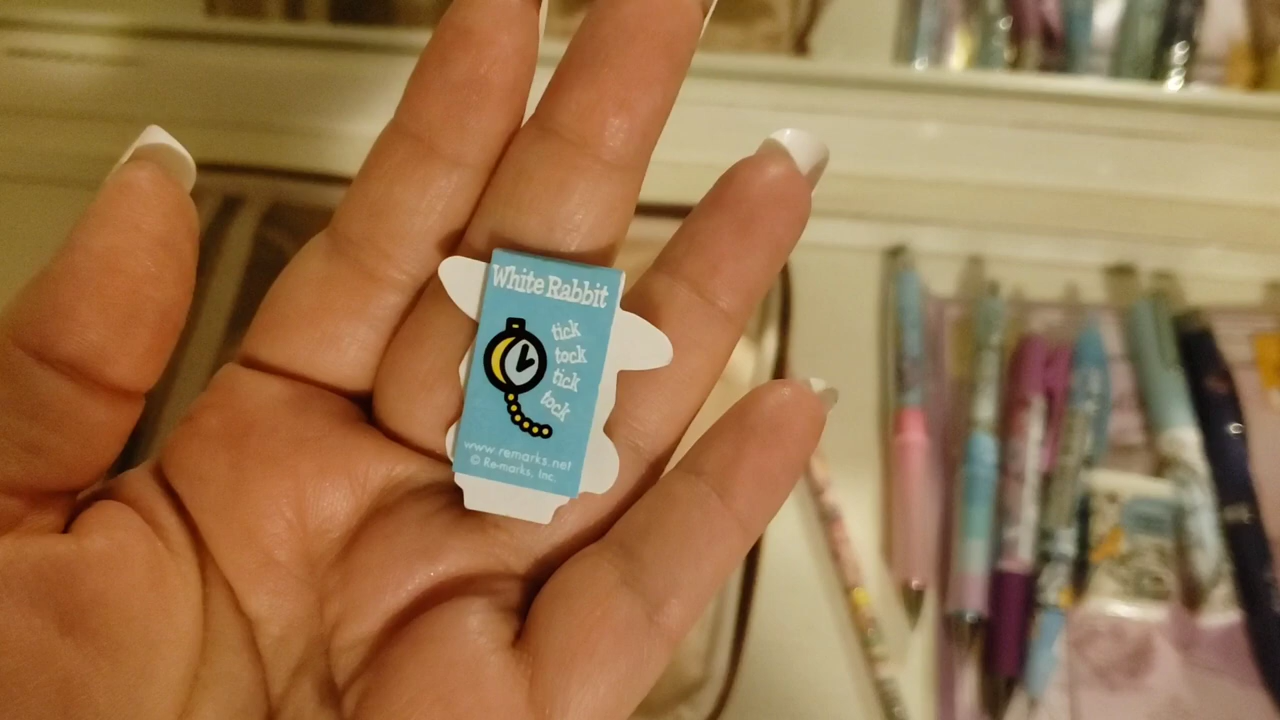 White Rabbit
tick
tock
tick
tock
www.remarks.net
© Re-marks, Inc.